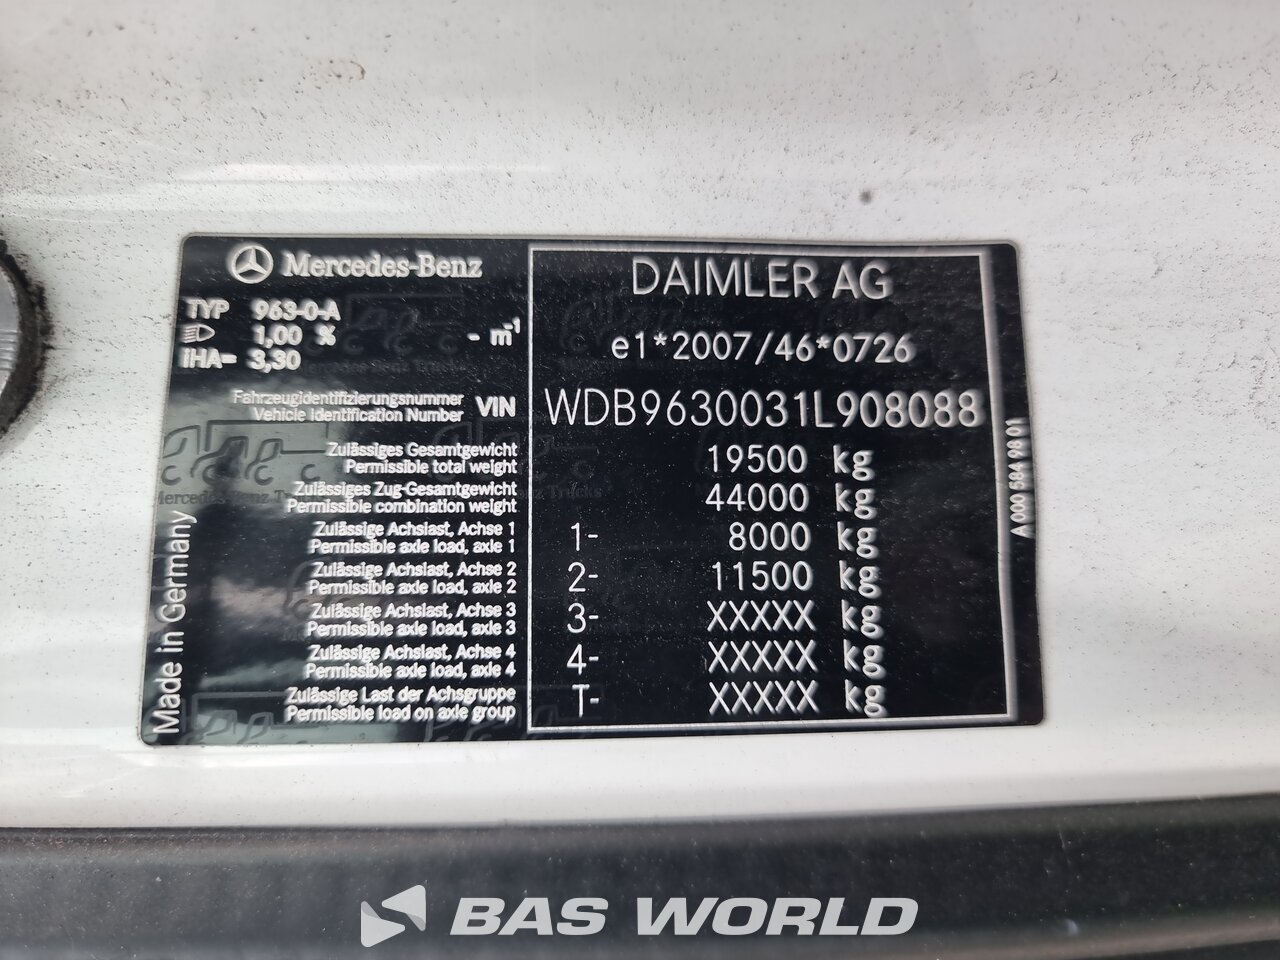 Mercedes-Benz
TYP 963-0-A
1,00 % - m-1
iHA= 3,30
DAIMLER AG
e1*2007/46*0726
Fahrzeugidentifizierungsnummer
Vehicle Identification Number VIN WDB9630031L908088
Zulässiges Gesamtgewicht
Permissible total weight 19500 kg
Zulässiges Zug-Gesamtgewicht
Permissible combination weight 44000 kg
Zulässige Achslast, Achse 1
Permissible axle load, axle 1 1- 8000 kg
Zulässige Achslast, Achse 2
Permissible axle load, axle 2 2- 11500 kg
Zulässige Achslast, Achse 3
Permissible axle load, axle 3 3- XXXXX kg
Zulässige Achslast, Achse 4
Permissible axle load, axle 4 4- XXXXX kg
Zulässige Last der Achsgruppe
Permissible load on axle group T- XXXXX kg
Made in Germany
A 000 584 98 01
BAS WORLD